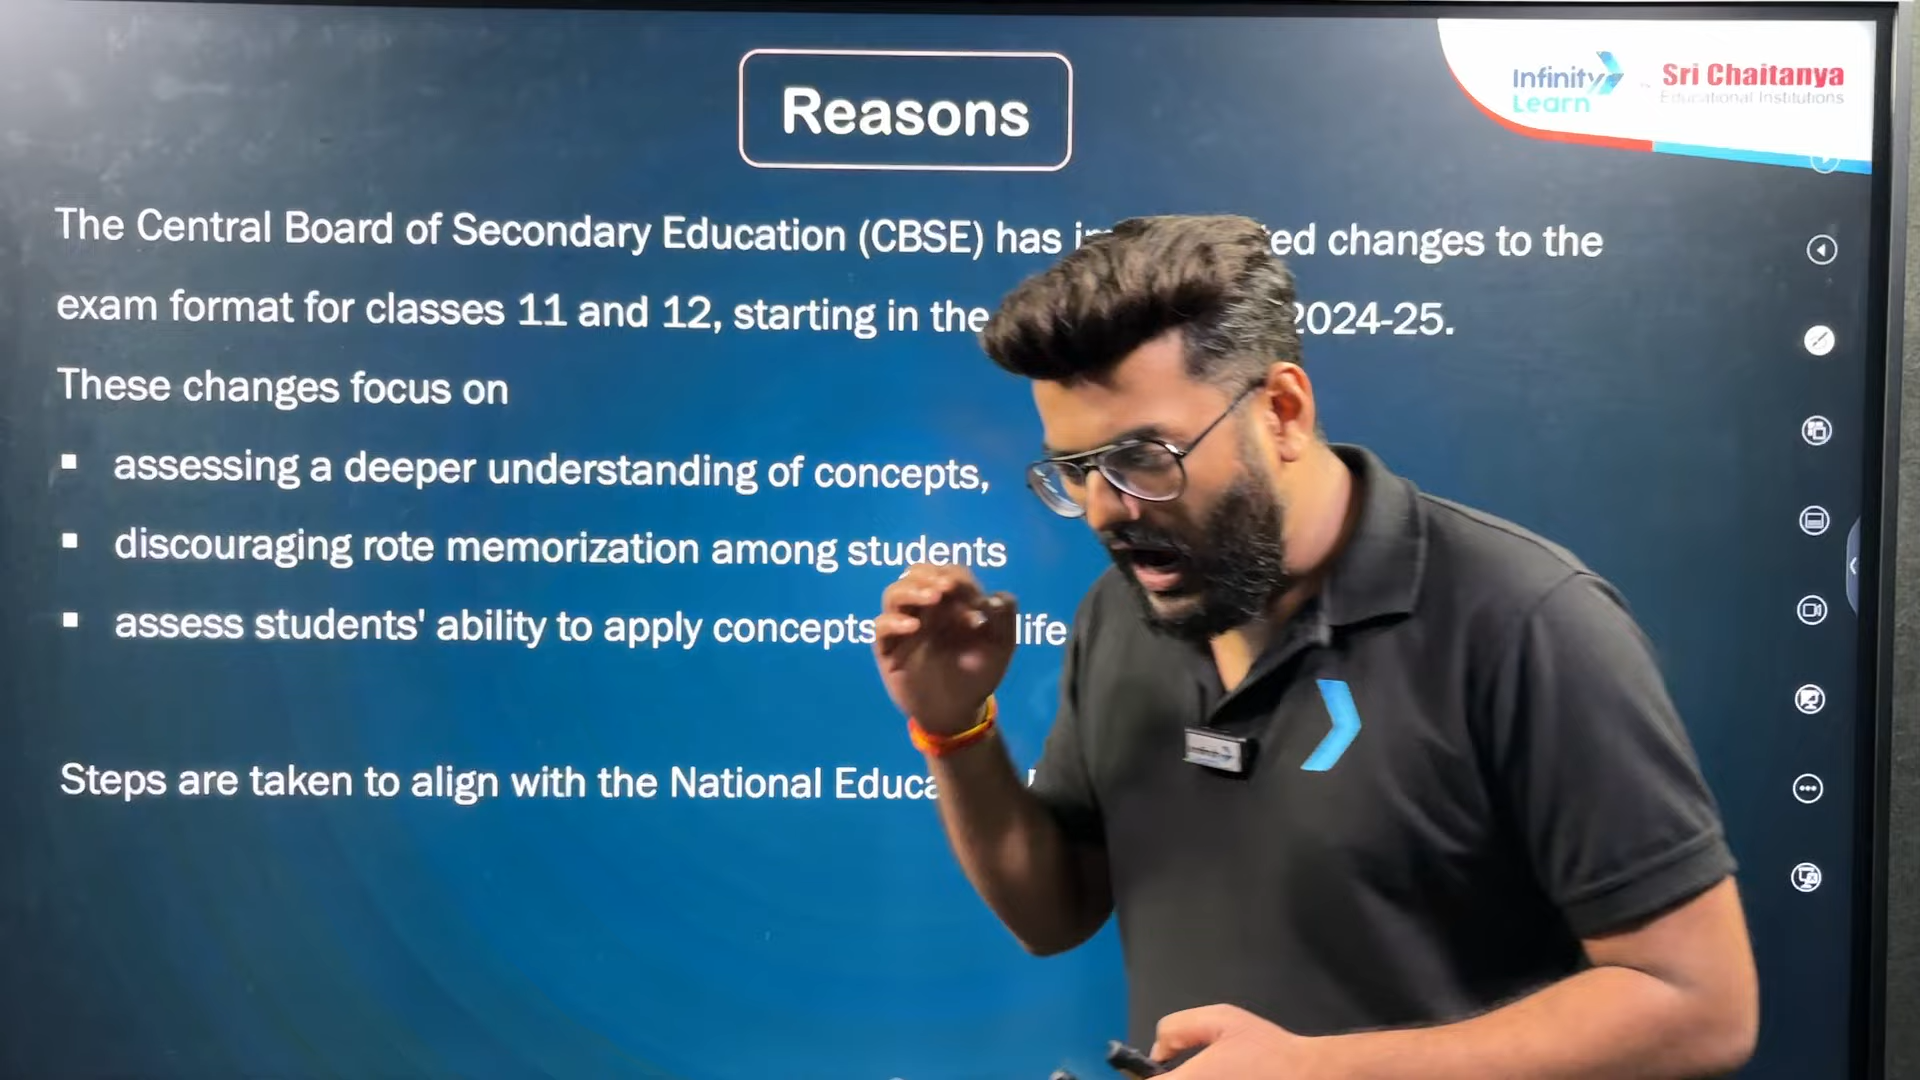 Reasons
Infinity
Learn
Sri Chaitanya
Educational Institutions
The Central Board of Secondary Education (CBSE) has changes to the
exam format for classes 11 and 12, starting in the 2024-25.
These changes focus on
▪ assessing a deeper understanding of concepts,
▪ discouraging rote memorization among students
▪ assess students' ability to apply concepts life
Steps are taken to align with the National